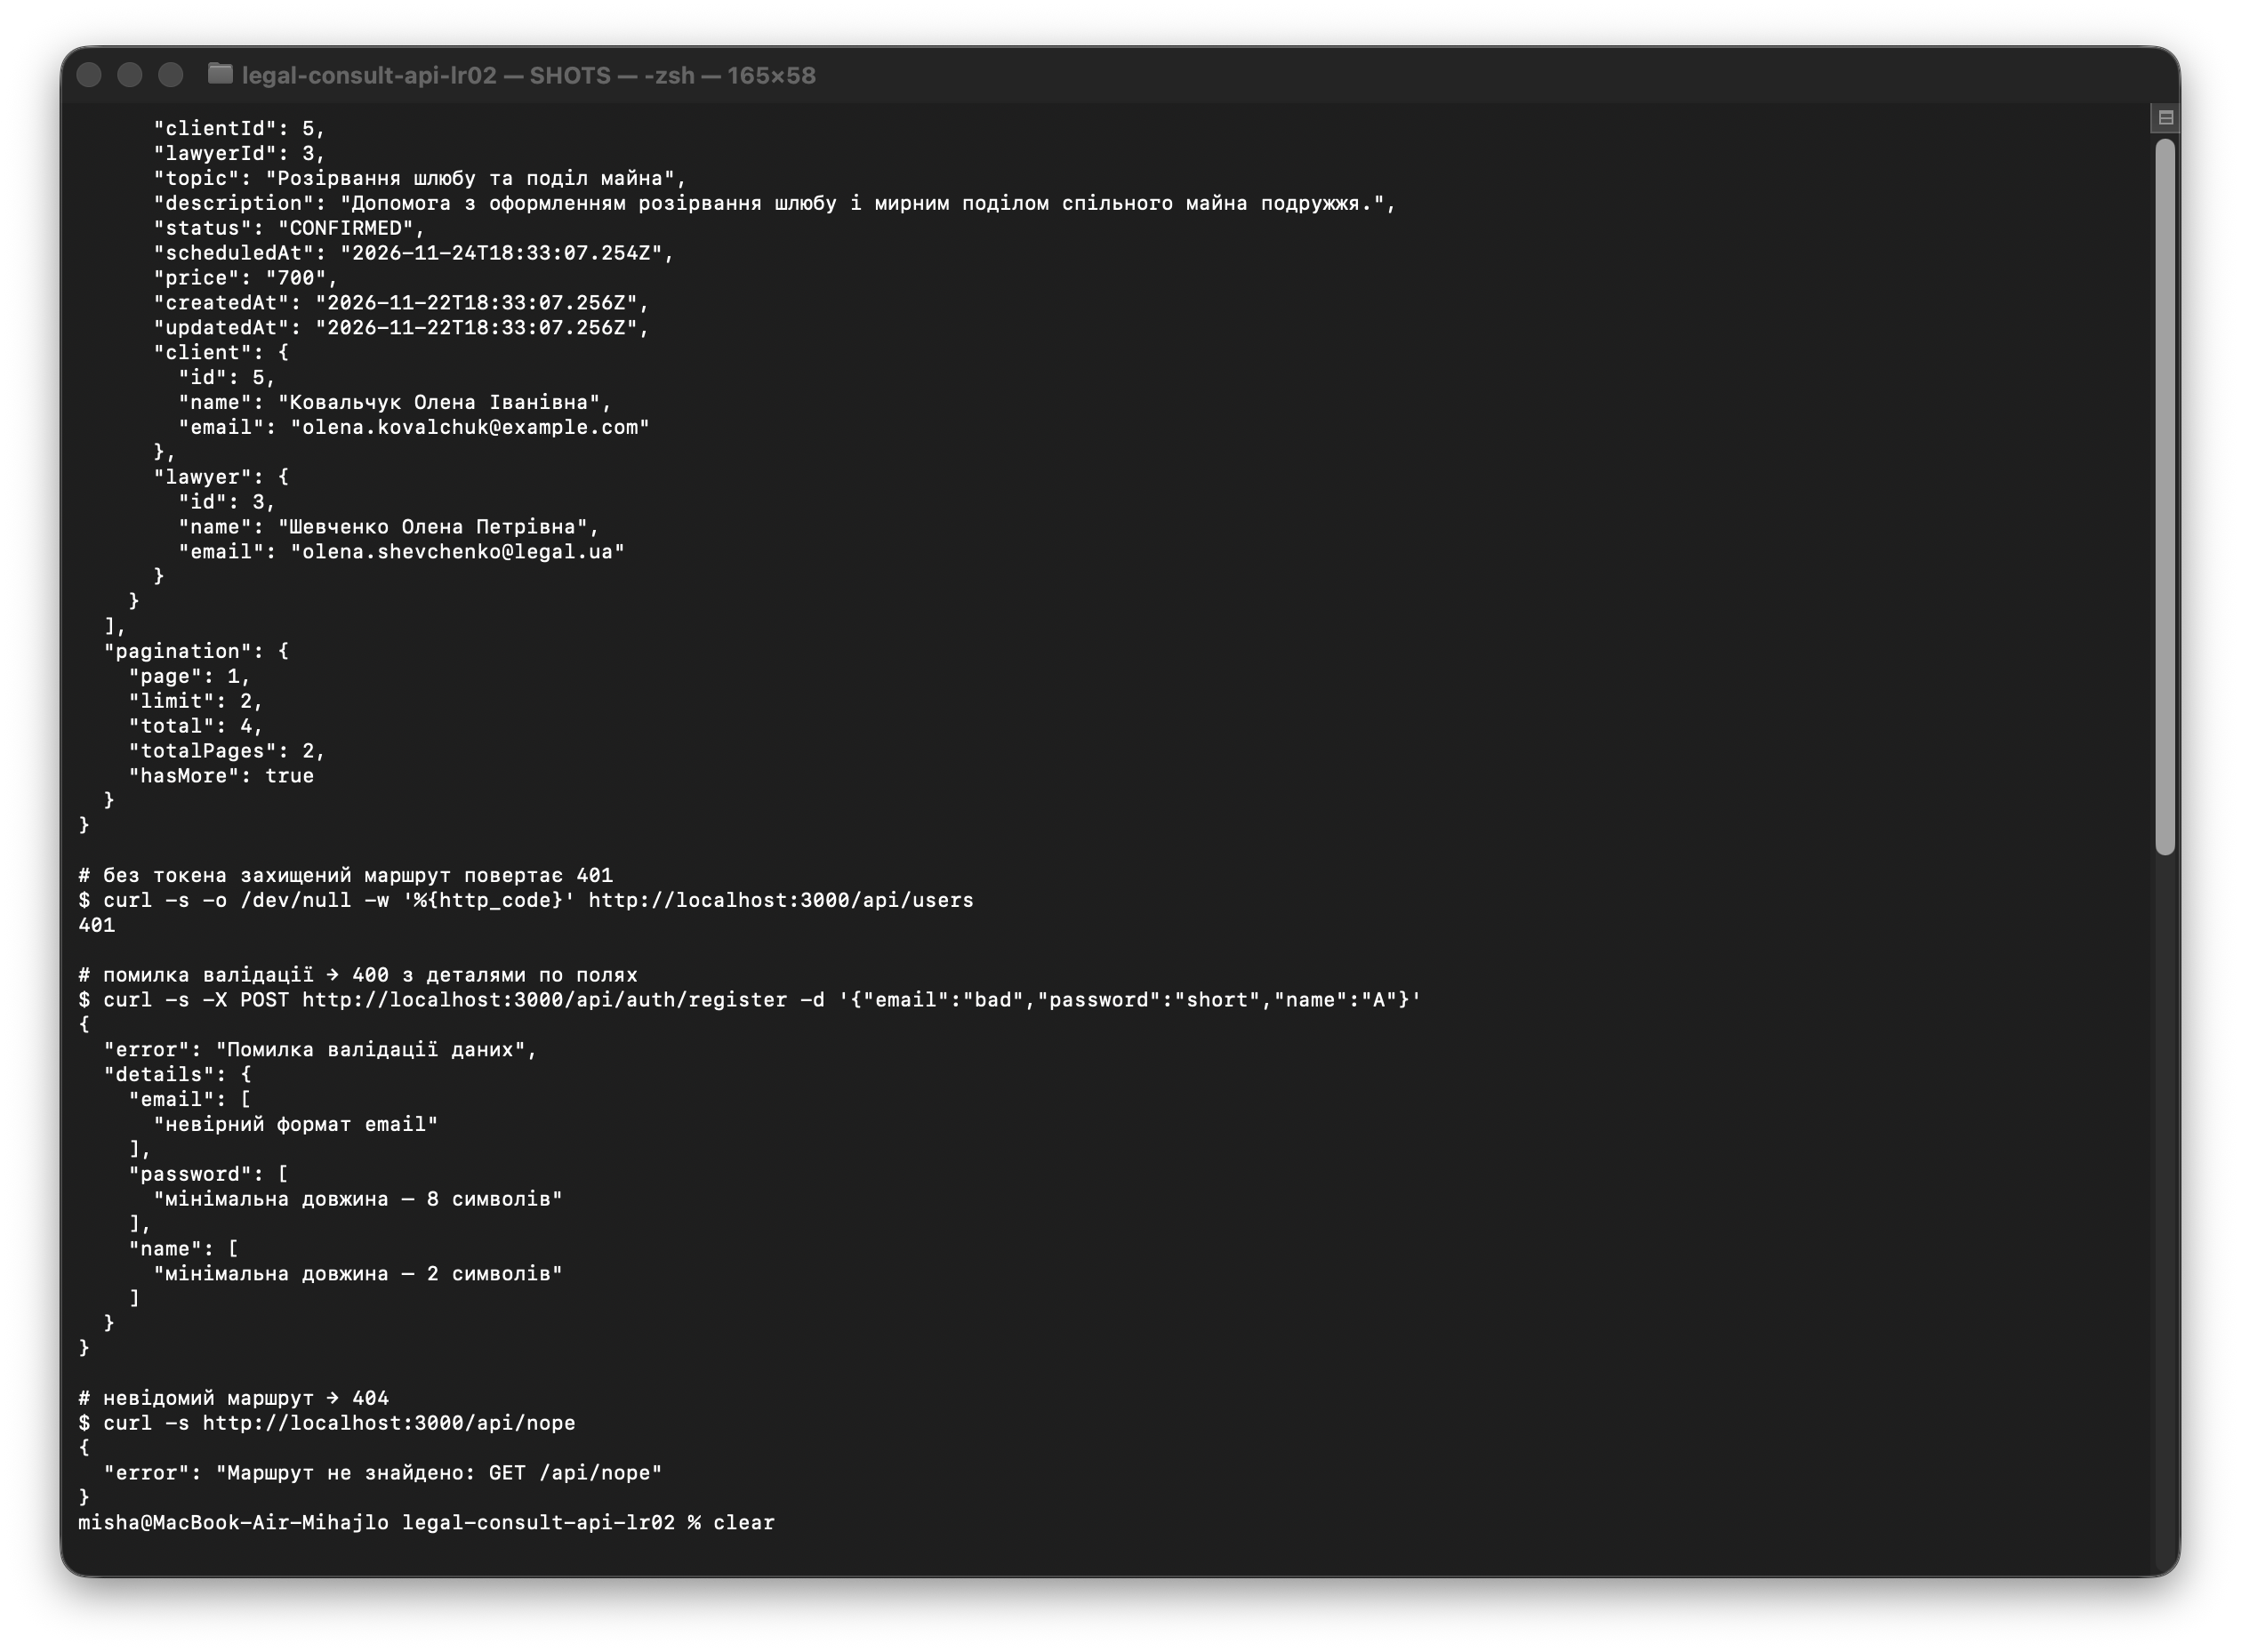 legal-consult-api-lr02 — SHOTS — -zsh — 165×58
"clientId": 5,
"lawyerId": 3,
"topic": "Розірвання шлюбу та поділ майна",
"description": "Допомога з оформленням розірвання шлюбу і мирним поділом спільного майна подружжя.",
"status": "CONFIRMED",
"scheduledAt": "2026-11-24T18:33:07.254Z",
"price": "700",
"createdAt": "2026-11-22T18:33:07.256Z",
"updatedAt": "2026-11-22T18:33:07.256Z",
"client": {
"id": 5,
"name": "Ковальчук Олена Іванівна",
"email": "olena.kovalchuk@example.com"
},
"lawyer": {
"id": 3,
"name": "Шевченко Олена Петрівна",
"email": "olena.shevchenko@legal.ua"
}
}
],
"pagination": {
"page": 1,
"limit": 2,
"total": 4,
"totalPages": 2,
"hasMore": true
}
}
# без токена захищений маршрут повертає 401
$ curl -s -o /dev/null -w '%{http_code}' http://localhost:3000/api/users
401
# помилка валідації → 400 з деталями по полях
$ curl -s -X POST http://localhost:3000/api/auth/register -d '{"email":"bad","password":"short","name":"A"}'
{
"error": "Помилка валідації даних",
"details": {
"email": [
"невірний формат email"
],
"password": [
"мінімальна довжина — 8 символів"
],
"name": [
"мінімальна довжина — 2 символів"
]
}
}
# невідомий маршрут → 404
$ curl -s http://localhost:3000/api/nope
{
"error": "Маршрут не знайдено: GET /api/nope"
}
misha@MacBook-Air-Mihajlo legal-consult-api-lr02 % clear